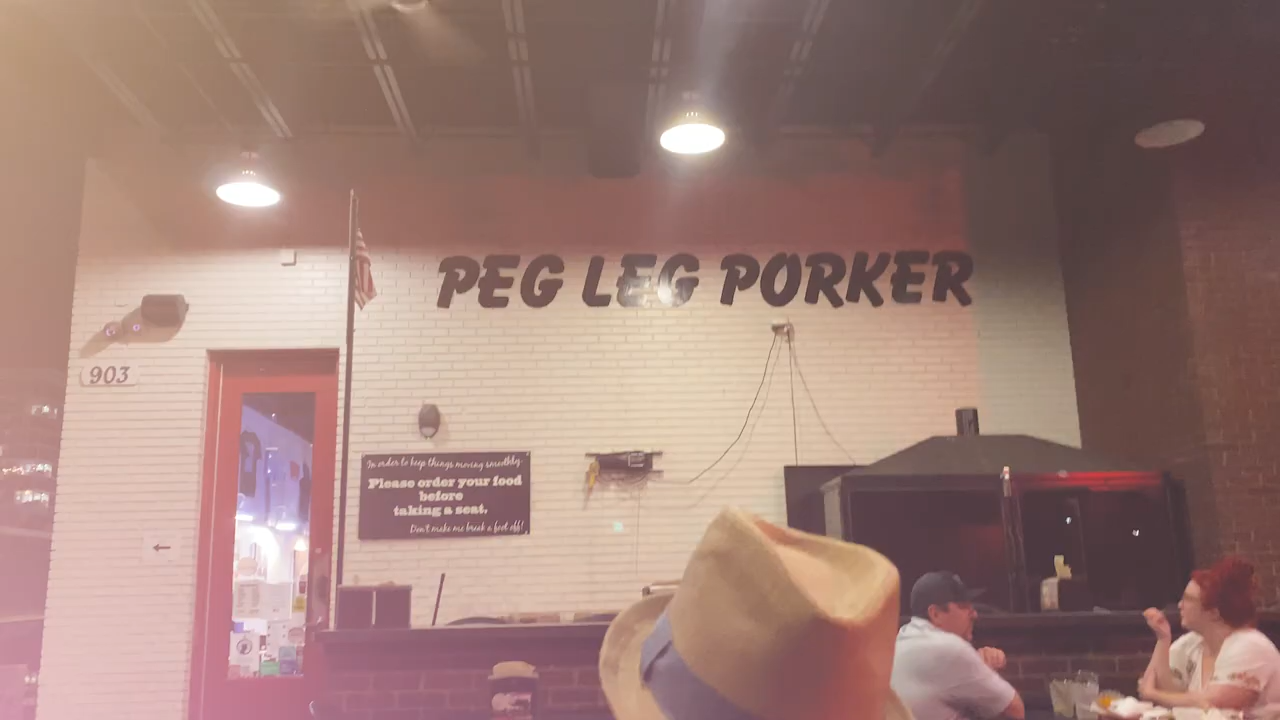 PEG LEG PORKER
903
In order to keep things moving smoothly-
Please order your food
before
taking a seat.
Don't make me break a foot off!